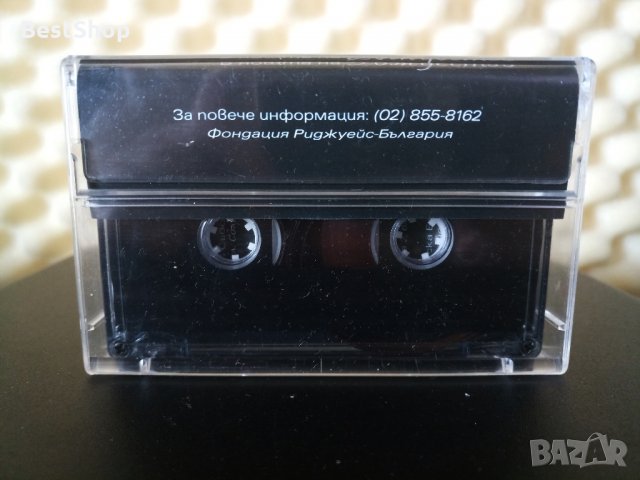 BestShop
За повече информация: (02) 855-8162
Фондация Риджуейс-България
BAZAR